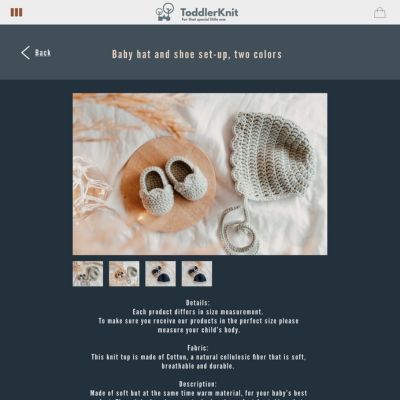 ToddlerKnit
For that special little one
Back
Baby hat and shoe set-up, two colors
Details:
Each product differs in size measurement.
To make sure you receive our products in the perfect size please
measure your child's body.
Fabric:
This knit top is made of Cotton, a natural cellulosic fiber that is soft,
breathable and durable.
Description:
Made of soft but at the same time warm material, for your baby's best